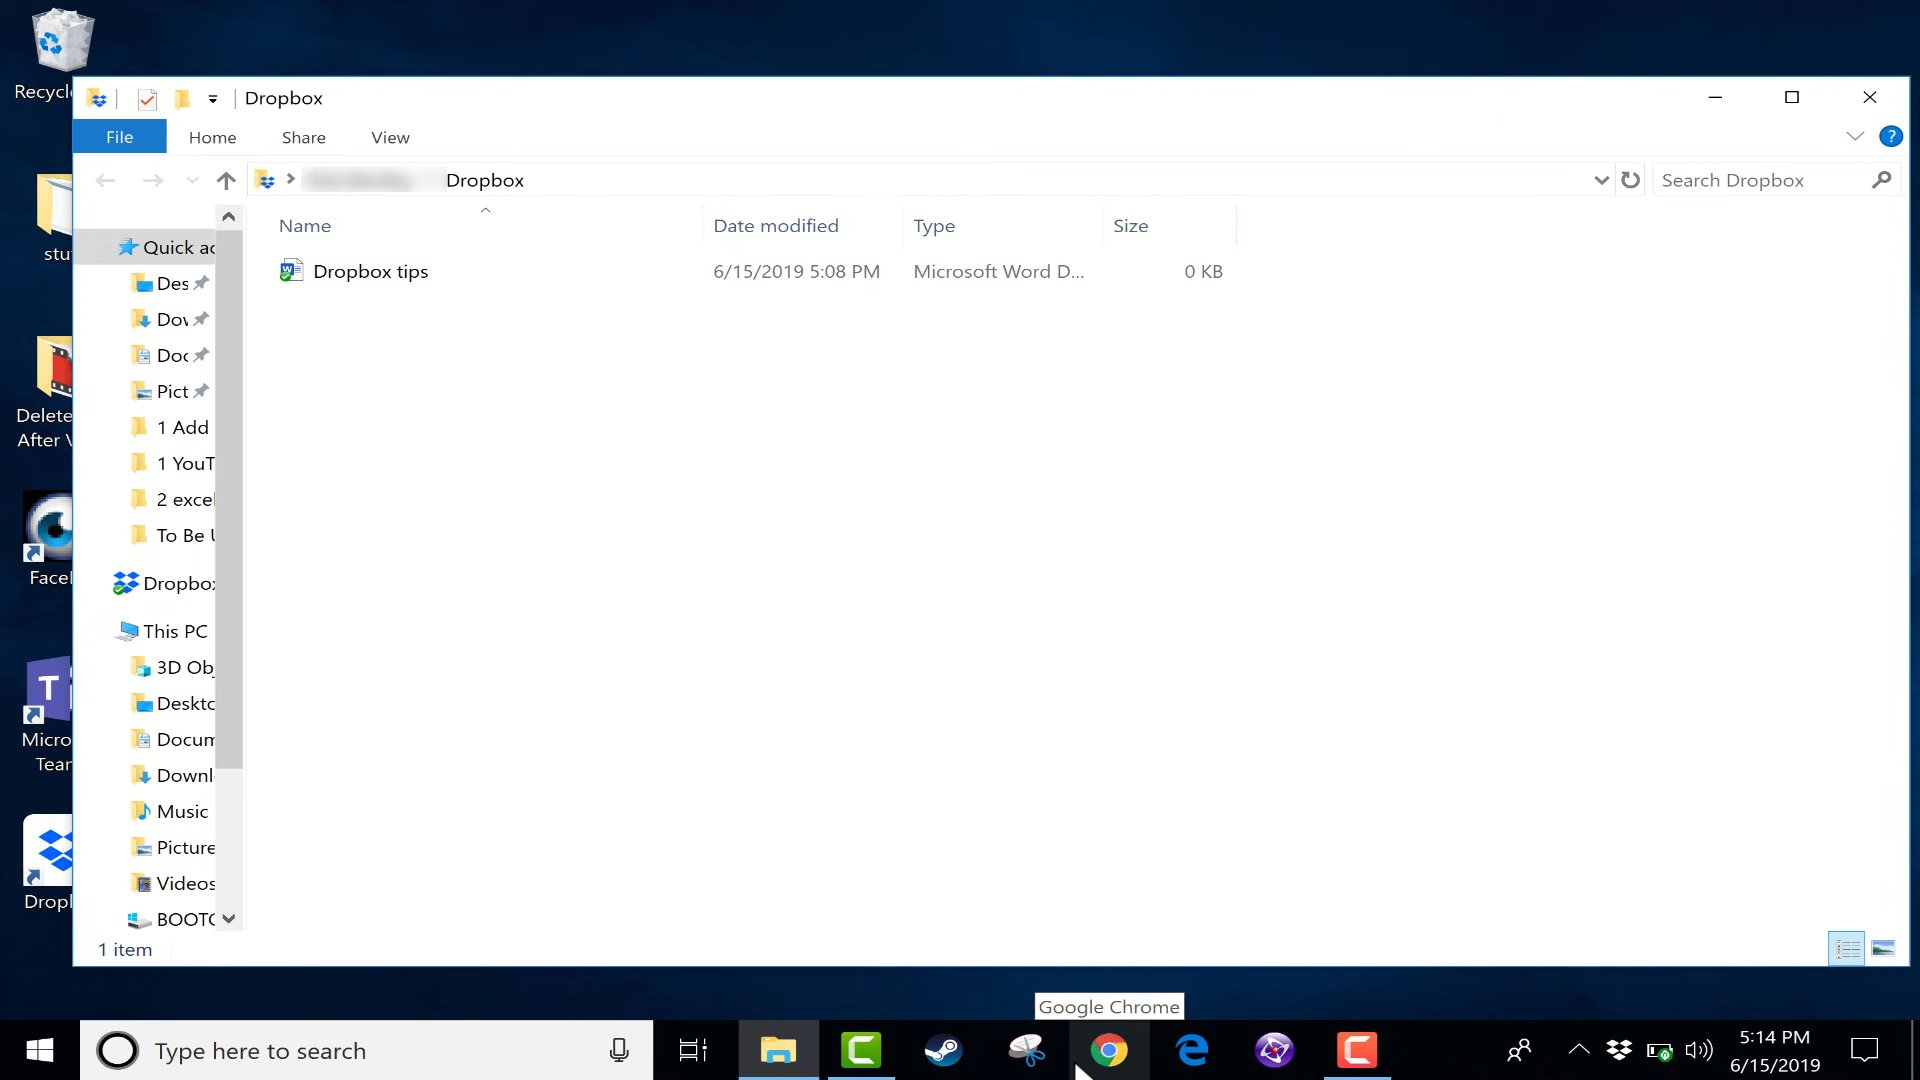 Recycl
Dropbox
File Home Share View
Dropbox
Search Dropbox
Name Date modified Type Size
Dropbox tips 6/15/2019 5:08 PM Microsoft Word D... 0 KB
Quick ac
Des
Dov
Doc
Pict
1 Add
1 YouT
2 excel
To Be U
Dropbox
This PC
3D Obj
Deskto
Docum
Downl
Music
Picture
Videos
BOOTC
1 item
stu
Delete
After V
Facel
Micro
Tean
Dropl
Google Chrome
Type here to search
5:14 PM
6/15/2019